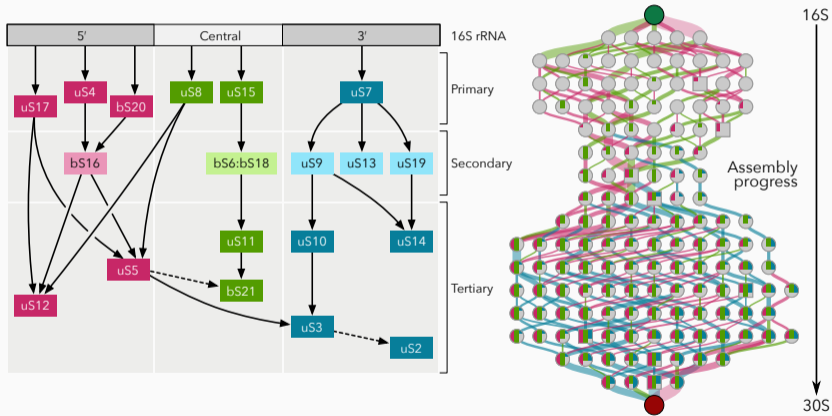 5′ Central 3′ 16S rRNA
uS17 uS4 bS20 uS8 uS15 uS7 Primary
bS16 bS6:bS18 uS9 uS13 uS19 Secondary
uS11 uS10 uS14
uS5 bS21 Tertiary
uS12 uS3
uS2
16S
Assembly
progress
30S